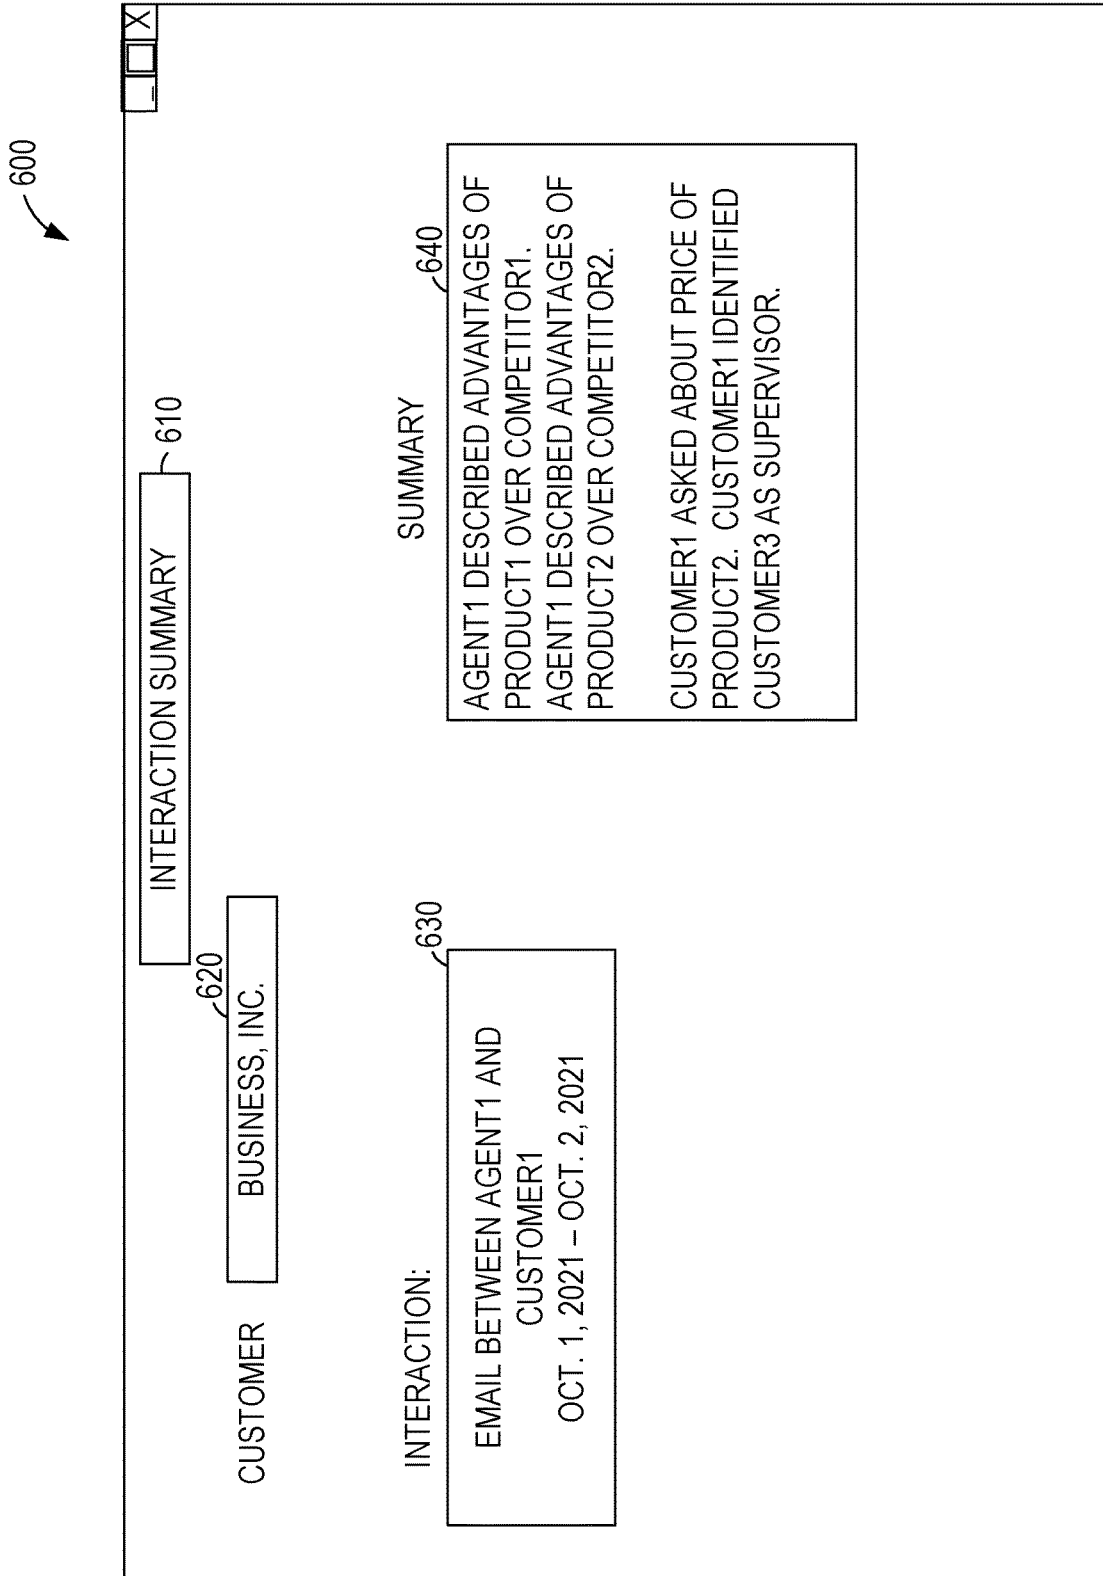 600
X
INTERACTION SUMMARY
610
620
CUSTOMER
BUSINESS, INC.
INTERACTION:
630
EMAIL BETWEEN AGENT1 AND
CUSTOMER1
OCT. 1, 2021 – OCT. 2, 2021
SUMMARY
640
AGENT1 DESCRIBED ADVANTAGES OF
PRODUCT1 OVER COMPETITOR1.
AGENT1 DESCRIBED ADVANTAGES OF
PRODUCT2 OVER COMPETITOR2.
CUSTOMER1 ASKED ABOUT PRICE OF
PRODUCT2. CUSTOMER1 IDENTIFIED
CUSTOMER3 AS SUPERVISOR.